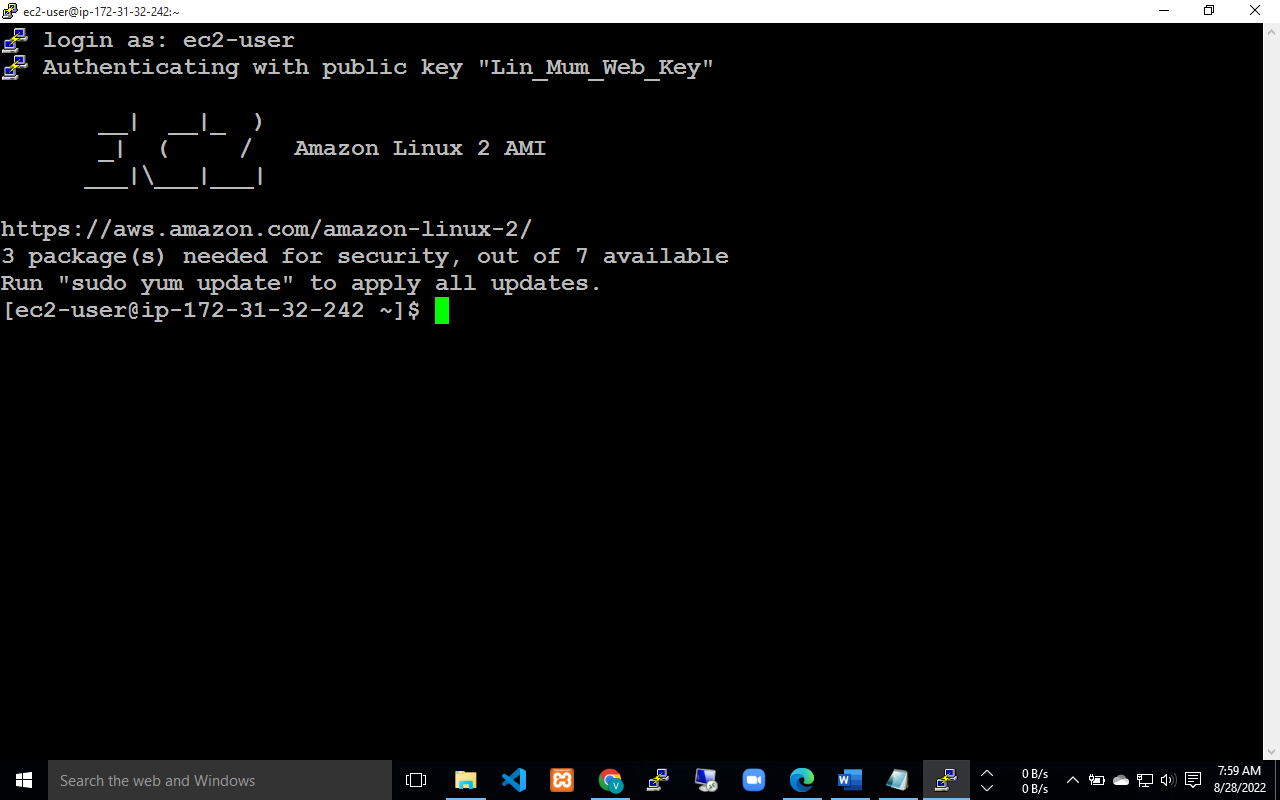 ec2-user@ip-172-31-32-242:~
login as: ec2-user
Authenticating with public key "Lin_Mum_Web_Key"
       __|  __|_  )
       _|  (     /   Amazon Linux 2 AMI
      ___|\___|___|
https://aws.amazon.com/amazon-linux-2/
3 package(s) needed for security, out of 7 available
Run "sudo yum update" to apply all updates.
[ec2-user@ip-172-31-32-242 ~]$
Search the web and Windows
0 B/s
0 B/s
7:59 AM
8/28/2022